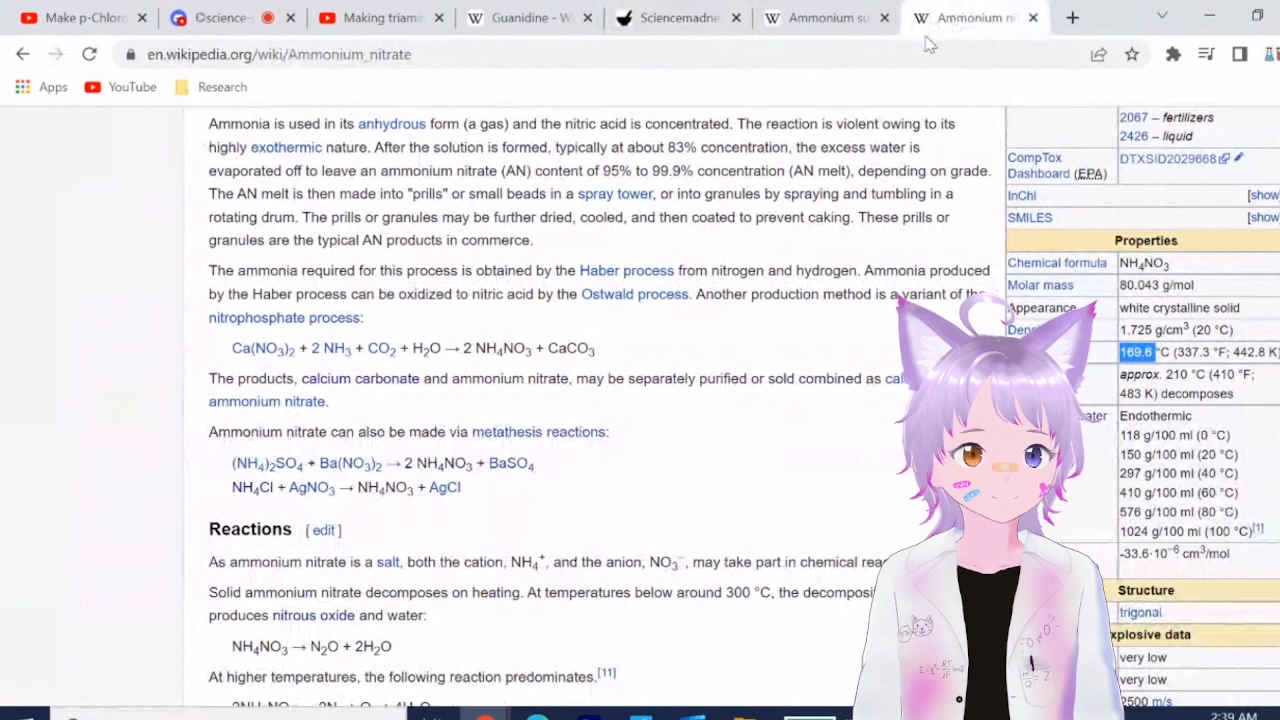 Make p-Chloro
science-
Making triamin
Guanidine - W
Sciencemadne
Ammonium su
Ammonium ni
en.wikipedia.org/wiki/Ammonium_nitrate
Apps
YouTube
Research
Ammonia is used in its anhydrous form (a gas) and the nitric acid is concentrated. The reaction is violent owing to its
highly exothermic nature. After the solution is formed, typically at about 83% concentration, the excess water is
evaporated off to leave an ammonium nitrate (AN) content of 95% to 99.9% concentration (AN melt), depending on grade.
The AN melt is then made into "prills" or small beads in a spray tower, or into granules by spraying and tumbling in a
rotating drum. The prills or granules may be further dried, cooled, and then coated to prevent caking. These prills or
granules are the typical AN products in commerce.
The ammonia required for this process is obtained by the Haber process from nitrogen and hydrogen. Ammonia produced
by the Haber process can be oxidized to nitric acid by the Ostwald process. Another production method is a variant of the
nitrophosphate process:
Ca(NO3)2 + 2 NH3 + CO2 + H2O → 2 NH4NO3 + CaCO3
The products, calcium carbonate and ammonium nitrate, may be separately purified or sold combined as cal
ammonium nitrate.
Ammonium nitrate can also be made via metathesis reactions:
(NH4)2SO4 + Ba(NO3)2 → 2 NH4NO3 + BaSO4
NH4Cl + AgNO3 → NH4NO3 + AgCl
Reactions [ edit ]
As ammonium nitrate is a salt, both the cation, NH4+, and the anion, NO3−, may take part in chemical reac
Solid ammonium nitrate decomposes on heating. At temperatures below around 300 °C, the decomposi
produces nitrous oxide and water:
NH4NO3 → N2O + 2H2O
At higher temperatures, the following reaction predominates.[11]
2067 – fertilizers
2426 – liquid
CompTox
Dashboard (EPA)
DTXSID2029668
InChI [show
SMILES [show
Properties
Chemical formula NH4NO3
Molar mass 80.043 g/mol
Appearance white crystalline solid
Dens 1.725 g/cm3 (20 °C)
169.6 °C (337.3 °F; 442.8 K)
approx. 210 °C (410 °F;
483 K) decomposes
ater Endothermic
118 g/100 ml (0 °C)
150 g/100 ml (20 °C)
297 g/100 ml (40 °C)
410 g/100 ml (60 °C)
576 g/100 ml (80 °C)
1024 g/100 ml (100 °C)[1]
-33.6·10−6 cm3/mol
Structure
trigonal
xplosive data
very low
very low
2500 m/s
2:39 AM